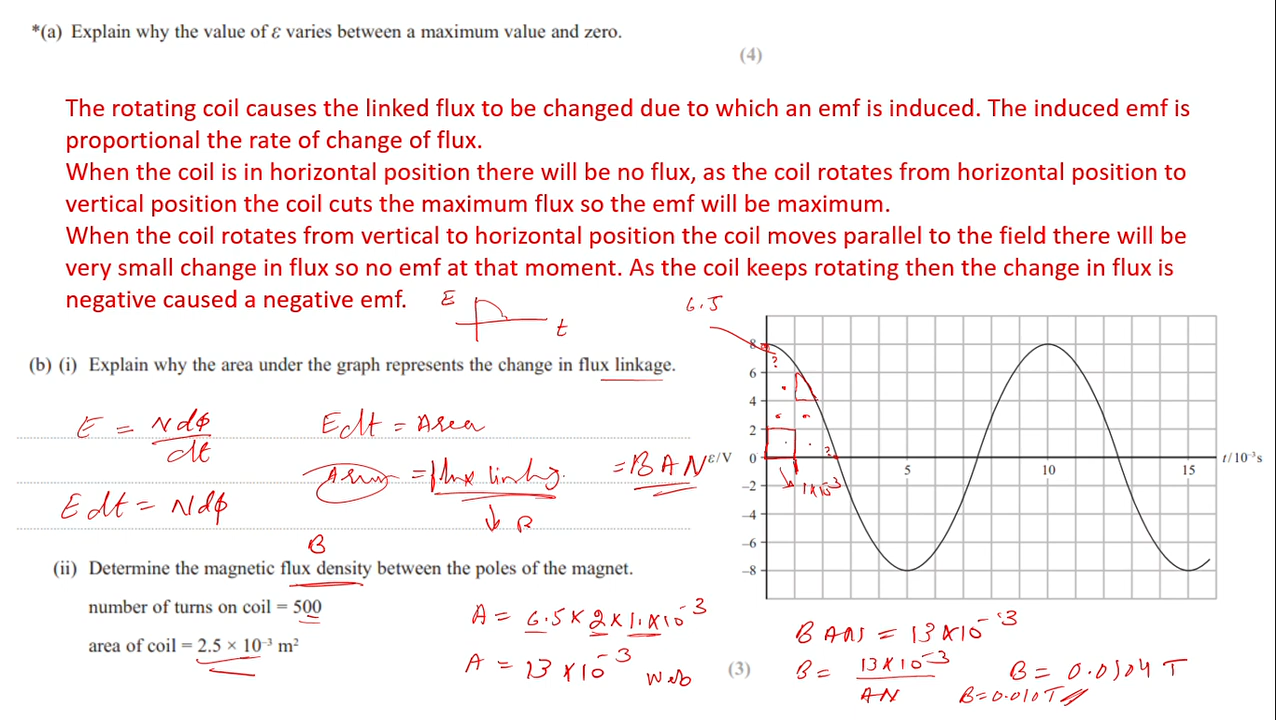 *(a) Explain why the value of ε varies between a maximum value and zero.
(4)
The rotating coil causes the linked flux to be changed due to which an emf is induced. The induced emf is
proportional the rate of change of flux.
When the coil is in horizontal position there will be no flux, as the coil rotates from horizontal position to
vertical position the coil cuts the maximum flux so the emf will be maximum.
When the coil rotates from vertical to horizontal position the coil moves parallel to the field there will be
very small change in flux so no emf at that moment. As the coil keeps rotating then the change in flux is
negative caused a negative emf.
E
t
6.5
(b) (i) Explain why the area under the graph represents the change in flux linkage.
E = Ndφ
dt
Edt = Area
Edt = Ndφ
Area = flux linkg.
= BAN
B
B
ε/V
8
6
4
2
0
-2
-4
-6
-8
5
10
15
t/10⁻³s
?
?
1×10⁻³
(ii) Determine the magnetic flux density between the poles of the magnet.
number of turns on coil = 500
area of coil = 2.5 × 10⁻³ m²
(3)
A = 6.5×2×1.×10⁻³
A = 13×10⁻³ Web
= 13×10⁻³
B = 13×10⁻³
AN
B = 0.0104 T
B=0.010T